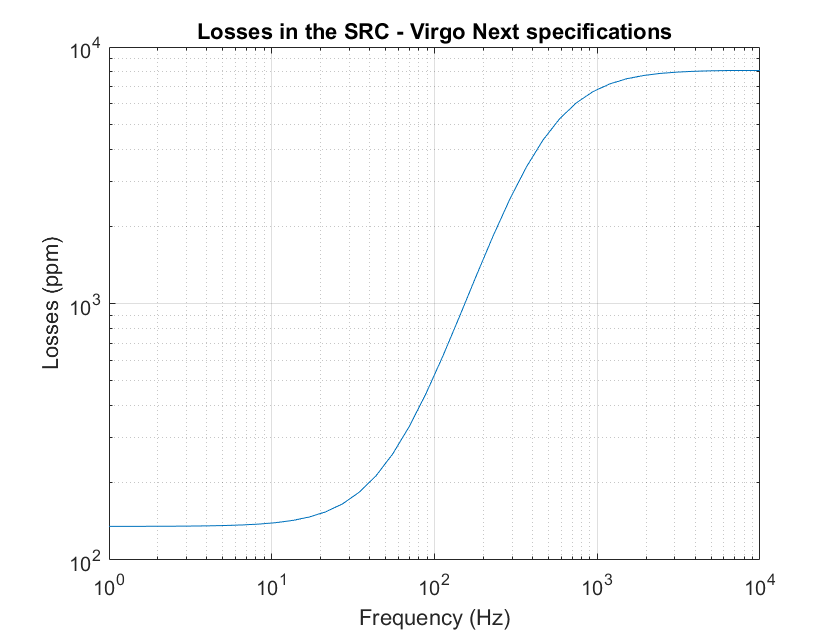 Losses in the SRC - Virgo Next specifications
10^4
10^3
10^2
Losses (ppm)
10^0 10^1 10^2 10^3 10^4
Frequency (Hz)